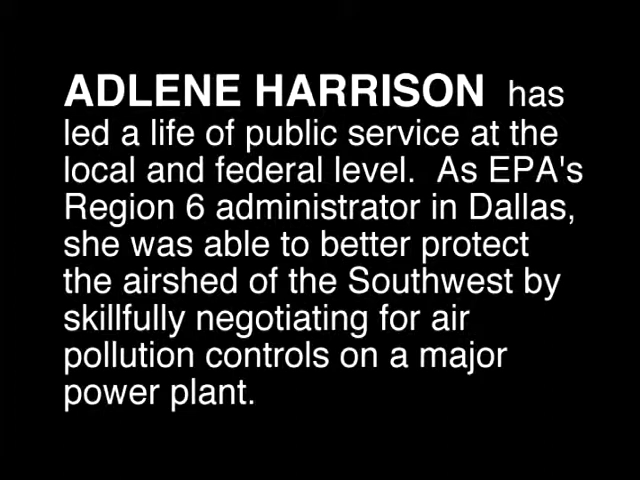 ADLENE HARRISON has
led a life of public service at the
local and federal level.  As EPA's
Region 6 administrator in Dallas,
she was able to better protect
the airshed of the Southwest by
skillfully negotiating for air
pollution controls on a major
power plant.